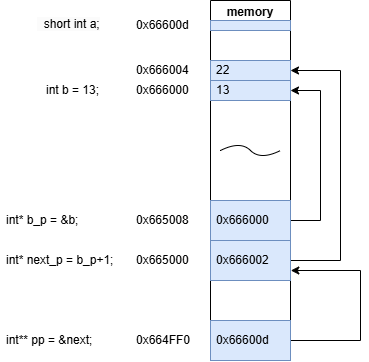 memory
short int a; 0x66600d
0x666004 22
int b = 13; 0x666000 13
int* b_p = &b; 0x665008 0x666000
int* next_p = b_p+1; 0x665000 0x666002
int** pp = &next; 0x664FF0 0x66600d